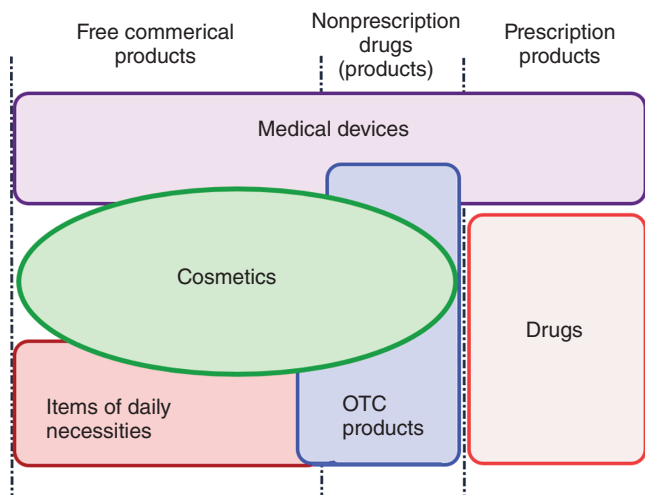 Free commerical
products
Nonprescription
drugs
(products)
Prescription
products
Medical devices
Cosmetics
Drugs
Items of daily
necessities
OTC
products